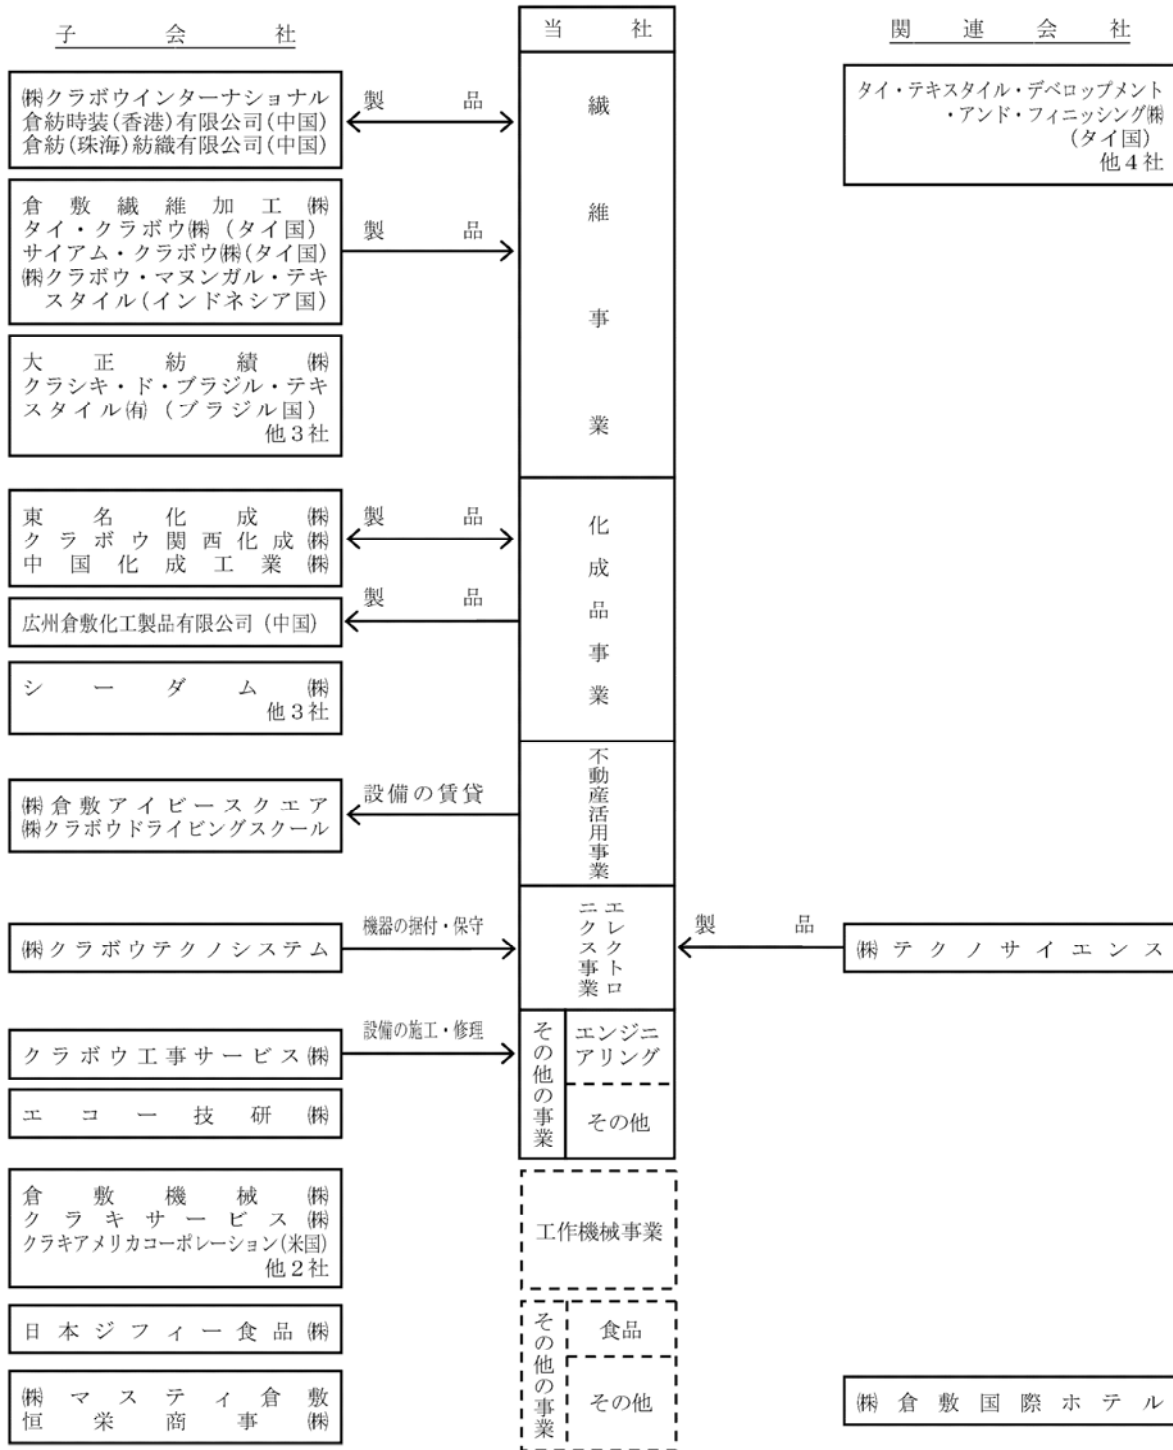 子会社
当社
関連会社
㈱クラボウインターナショナル
倉紡時装(香港)有限公司(中国)
倉紡(珠海)紡織有限公司(中国)
製品
繊維事業
タイ・テキスタイル・デベロップメント
・アンド・フィニッシング㈱
(タイ国)
他4社
倉敷繊維加工㈱
タイ・クラボウ㈱(タイ国)
サイアム・クラボウ㈱(タイ国)
㈱クラボウ・マヌンガル・テキ
スタイル(インドネシア国)
製品
大正紡績㈱
クラシキ・ド・ブラジル・テキ
スタイル㈲(ブラジル国)
他3社
東名化成㈱
クラボウ関西化成㈱
中国化成工業㈱
製品
化成品事業
広州倉敷化工製品有限公司(中国)
製品
シーダム㈱
他3社
㈱倉敷アイビースクエア
㈱クラボウドライビングスクール
設備の賃貸
不動産活用事業
㈱クラボウテクノシステム
機器の据付・保守
エレクトロ
ニクス事業
製品
㈱テクノサイエンス
クラボウ工事サービス㈱
設備の施工・修理
その他の事業
エンジニ
アリング
エコー技研㈱
その他
倉敷機械㈱
クラキサービス㈱
クラキアメリカコーポレーション(米国)
他2社
工作機械事業
日本ジフィー食品㈱
その他の事業
食品
㈱マスティ倉敷
恒栄商事㈱
その他
㈱倉敷国際ホテル